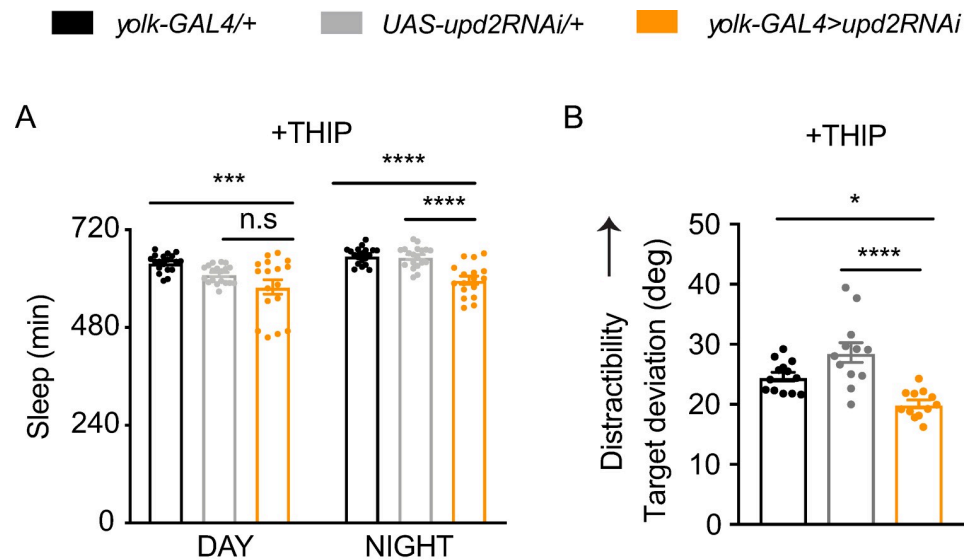 yolk-GAL4/+ UAS-upd2RNAi/+ yolk-GAL4>upd2RNAi
A
+THIP
***
n.s
****
****
720
480
240
0
Sleep (min)
DAY NIGHT
B
+THIP
*
****
50
40
30
20
10
0
Distractibility
Target deviation (deg)